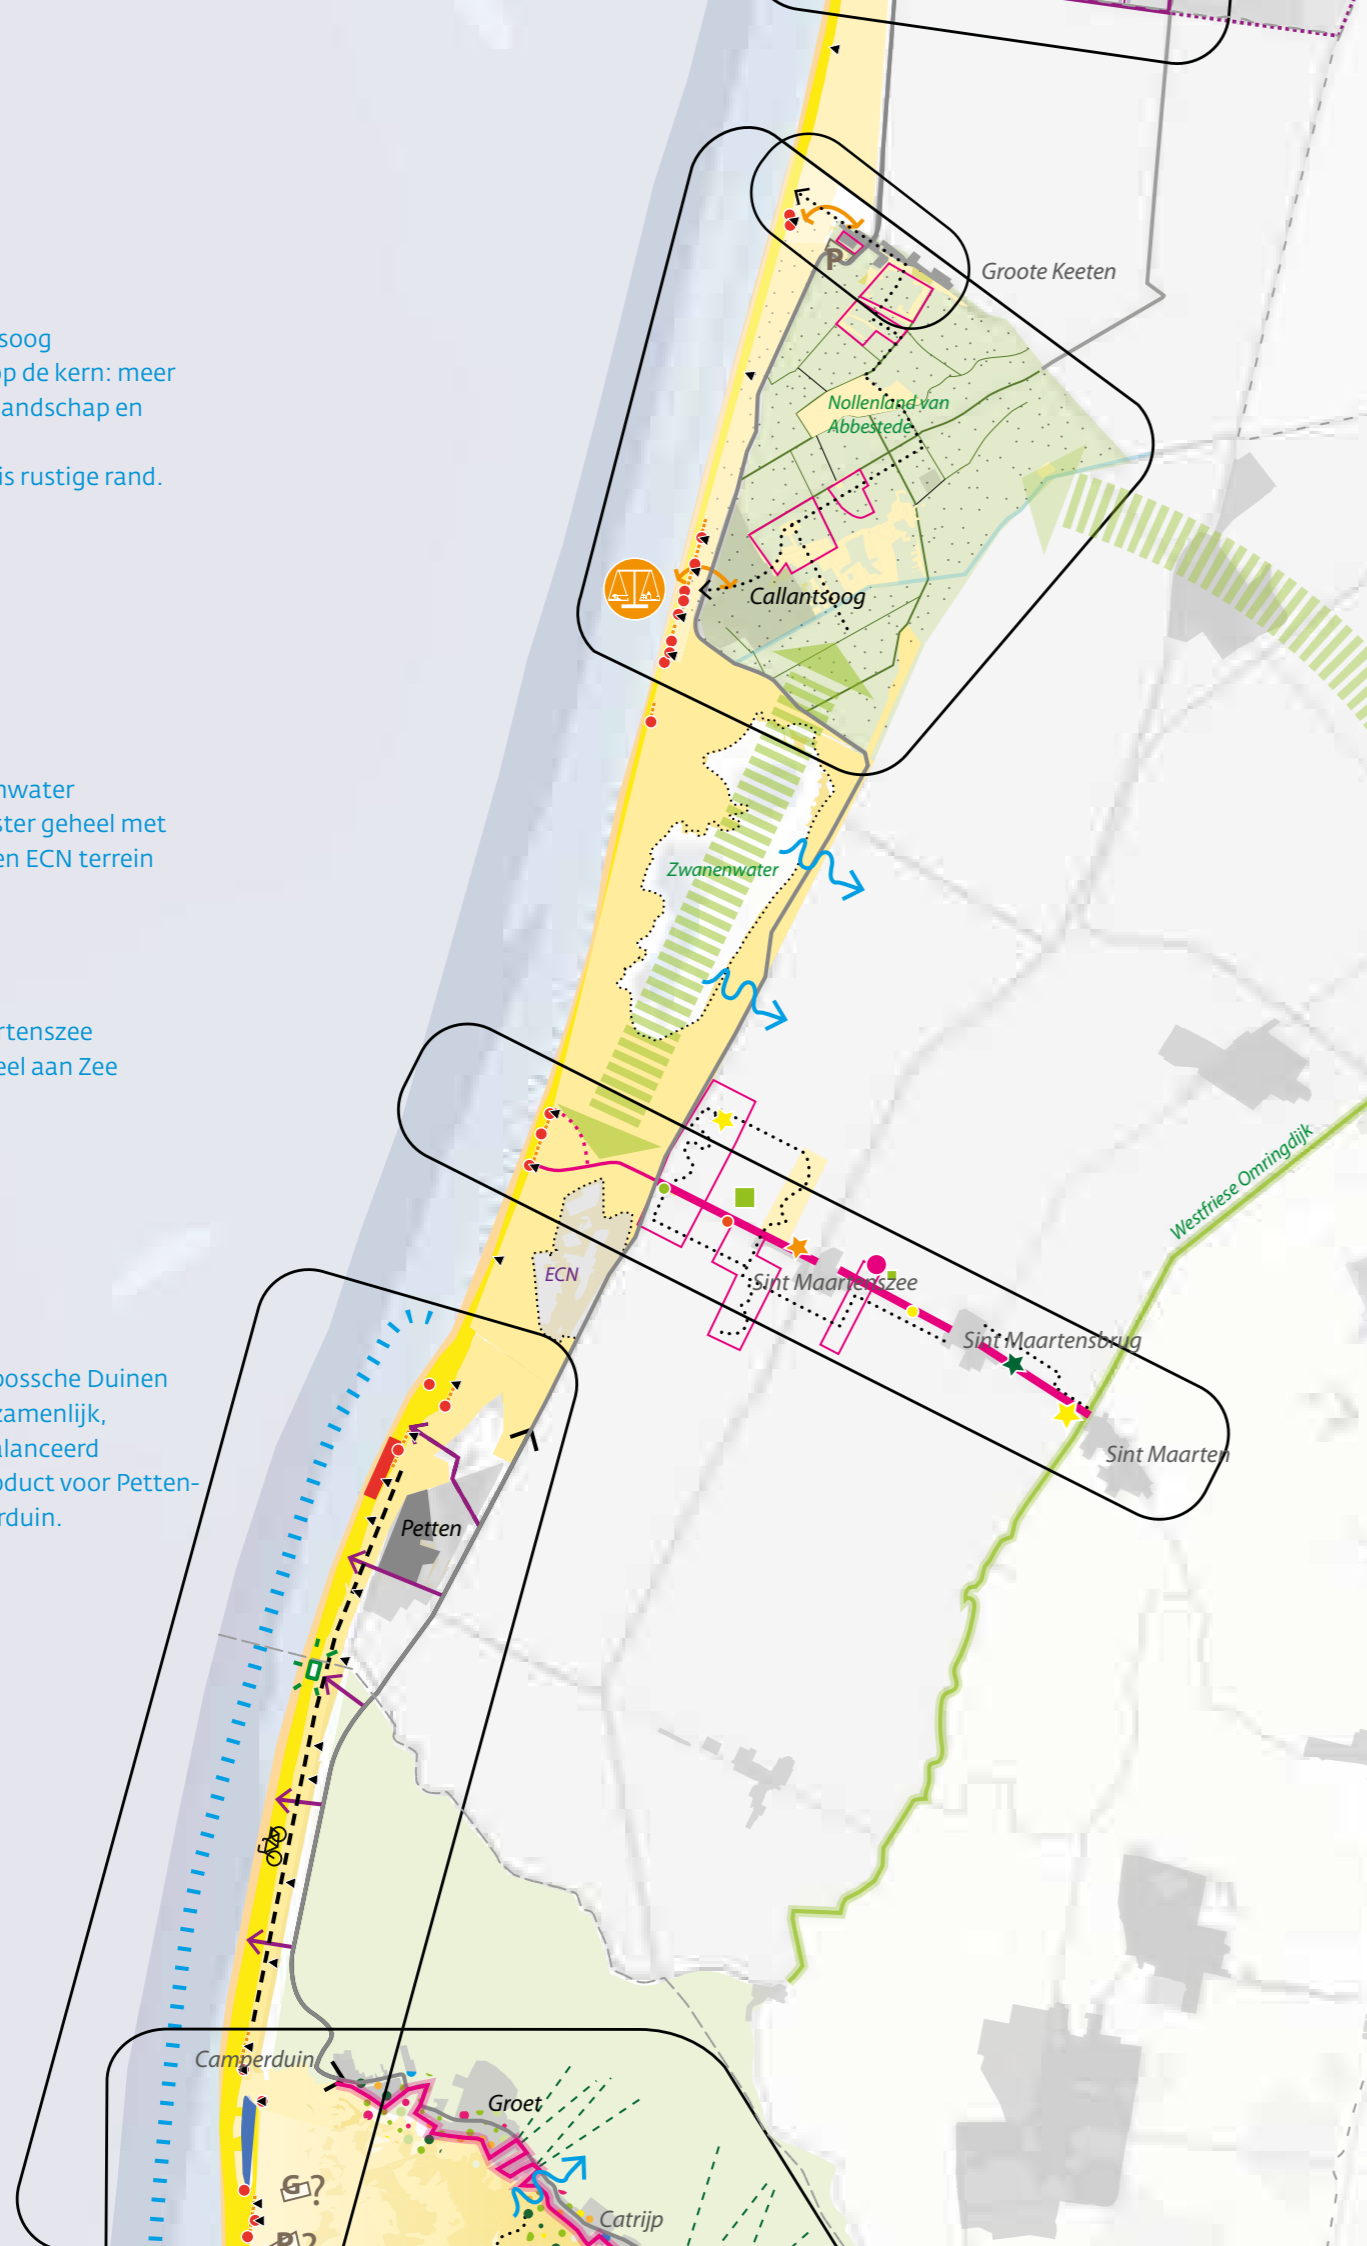 Groote Keeten
P
soog
op de kern: meer
andschap en
is rustige rand.
Nollenland van
Abbestede
Callantsoog
nwater
ster geheel met
en ECN terrein
Zwanenwater
rtenszee
eel aan Zee
Westfriese Omringdijk
ECN
Sint Maartenszee
Sint Maartensbrug
Sint Maarten
bossche Duinen
zamenlijk,
alanceerd
oduct voor Petten-
rduin.
Petten
Camperduin
Groet
G ?
Catrijp
P ?